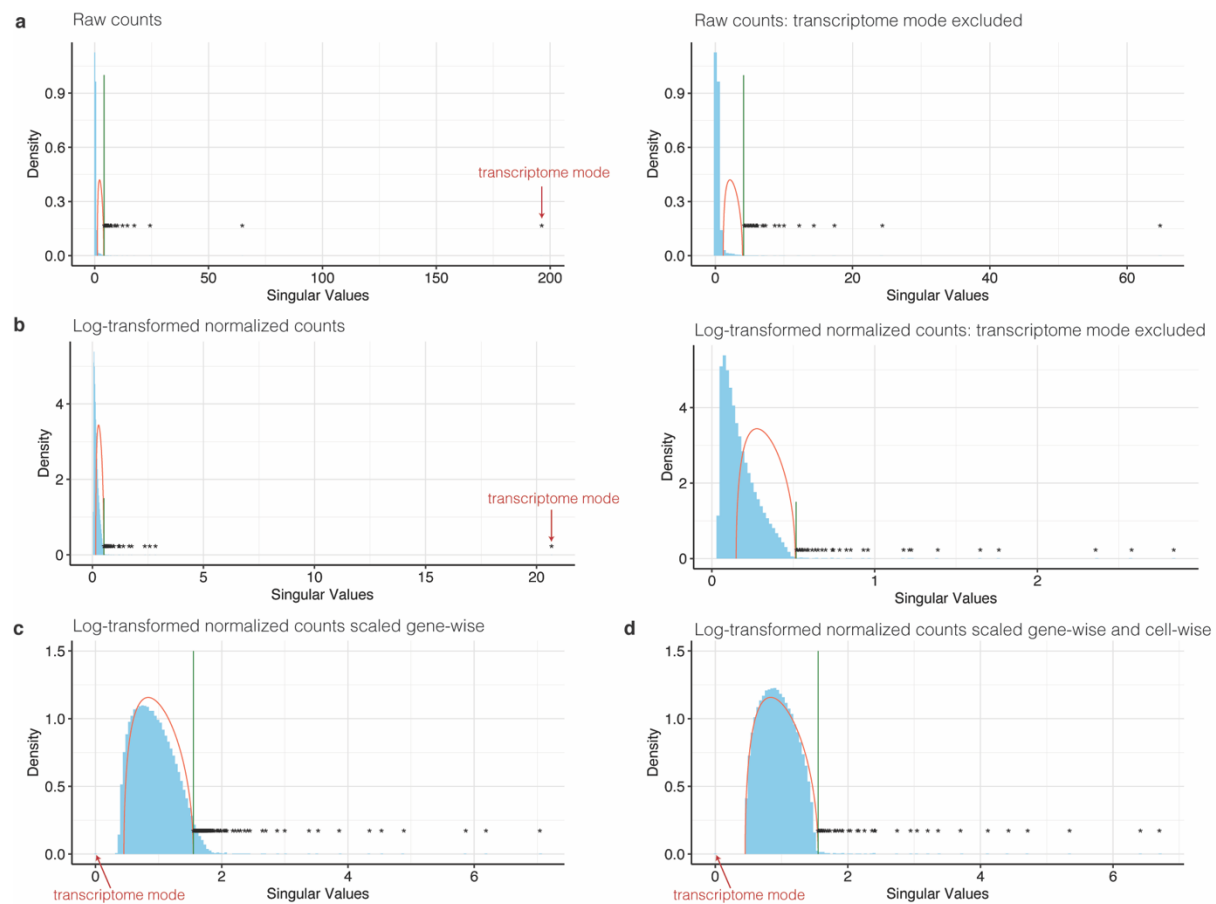 a
Raw counts
Raw counts: transcriptome mode excluded
Density
0.9
0.6
0.3
0.0
transcriptome mode
0 50 100 150 200
Singular Values
Density
0.9
0.6
0.3
0.0
0 20 40 60
Singular Values
b
Log-transformed normalized counts
Log-transformed normalized counts: transcriptome mode excluded
Density
4
2
0
transcriptome mode
0 5 10 15 20
Singular Values
Density
4
2
0
0 1 2
Singular Values
c
Log-transformed normalized counts scaled gene-wise
Density
1.5
1.0
0.5
0.0
0 2 4 6
transcriptome mode
Singular Values
d
Log-transformed normalized counts scaled gene-wise and cell-wise
Density
1.5
1.0
0.5
0.0
0 2 4 6
transcriptome mode
Singular Values